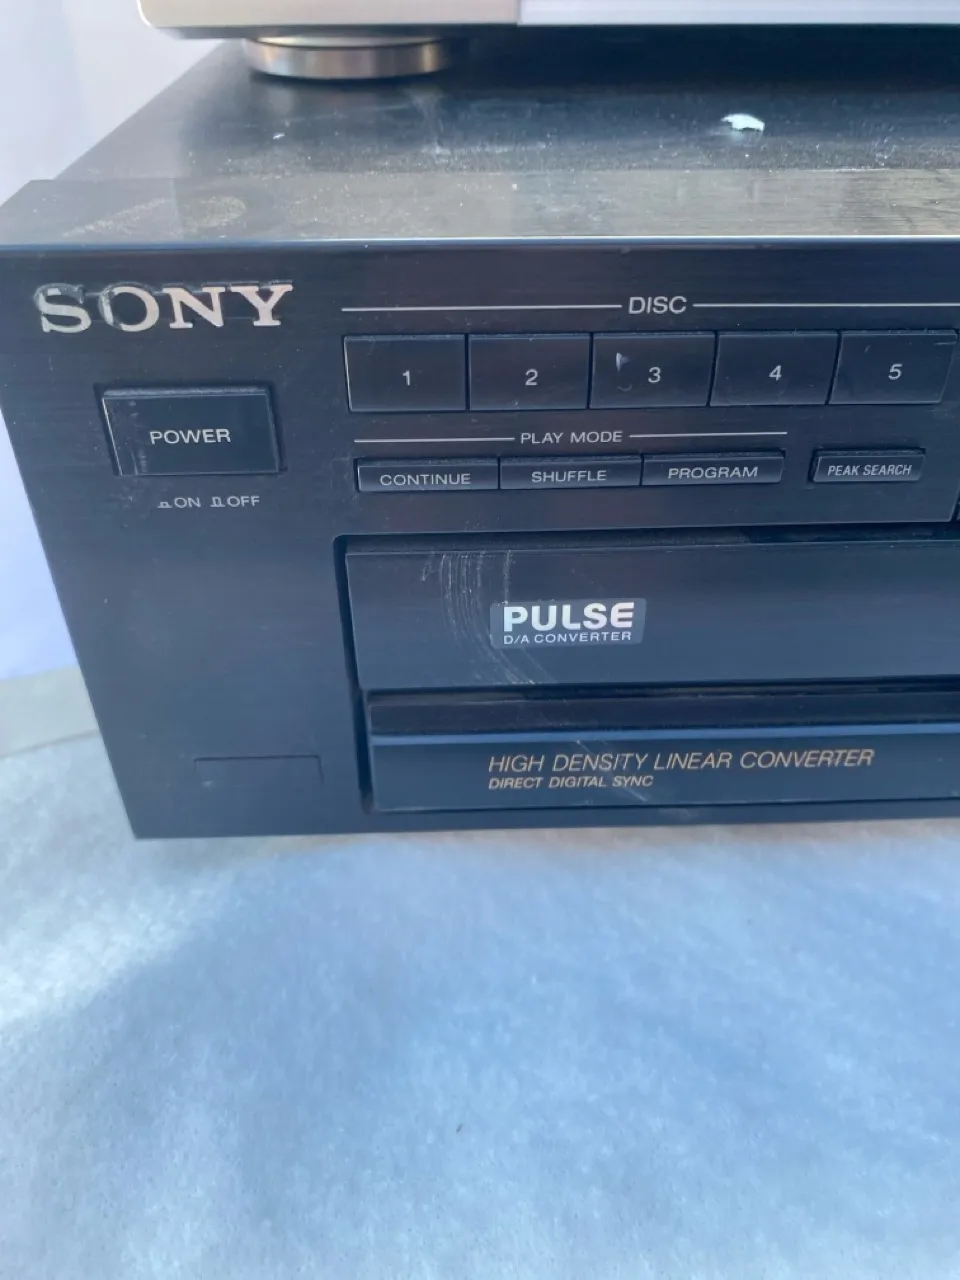 SONY
DISC
1 2 3 4 5
POWER
PLAY MODE
CONTINUE SHUFFLE PROGRAM PEAK SEARCH
ON OFF
PULSE
D/A CONVERTER
HIGH DENSITY LINEAR CONVERTER
DIRECT DIGITAL SYNC